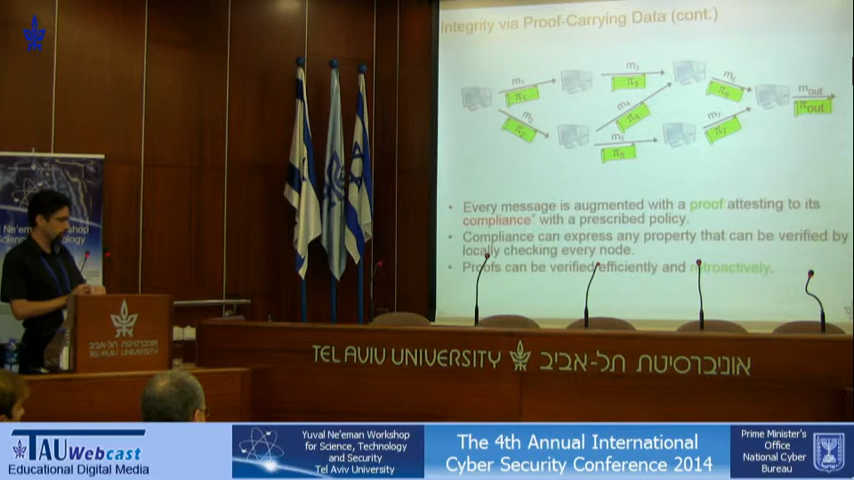 Integrity via Proof-Carrying Data (cont.)
m1
π1
m2
π2
m3
π3
m4
π4
m5
π5
m6
π6
m7
π7
mout
πout
• Every message is augmented with a proof attesting to its
compliance* with a prescribed policy.
• Compliance can express any property that can be verified by
locally checking every node.
• Proofs can be verified efficiently and retroactively.
אוניברסיטת תל-אביב
TEL-AVIV UNIVERSITY
TEL AVIV UNIVERSITY אוניברסיטת תל-אביב
TAU Webcast
Educational Digital Media
Yuval Ne'eman Workshop
for Science, Technology
and Security
Tel Aviv University
The 4th Annual International
Cyber Security Conference 2014
Prime Minister's
Office
National Cyber
Bureau